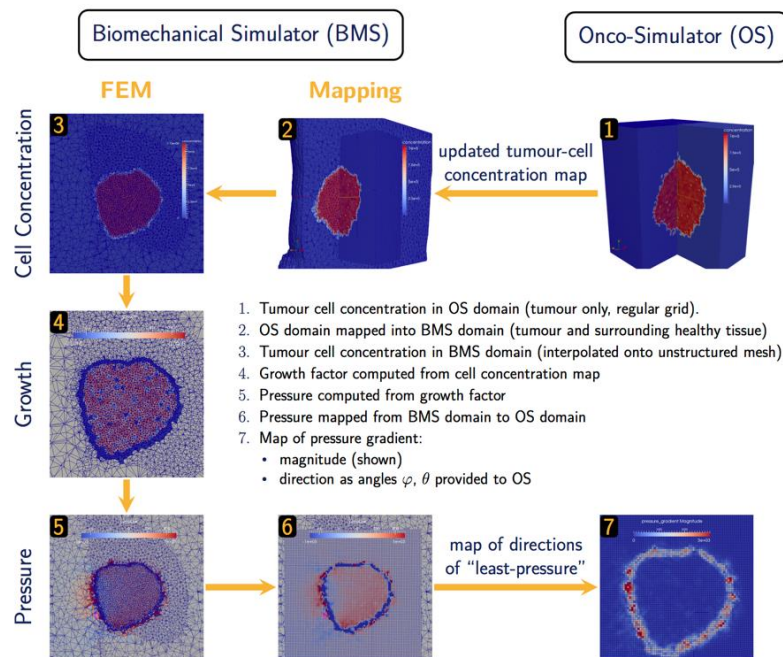 Biomechanical Simulator (BMS)
Onco-Simulator (OS)
FEM
Mapping
Cell Concentration
3
2
1
updated tumour-cell
concentration map
concentration
Growth
4
1. Tumour cell concentration in OS domain (tumour only, regular grid).
2. OS domain mapped into BMS domain (tumour and surrounding healthy tissue)
3. Tumour cell concentration in BMS domain (interpolated onto unstructured mesh)
4. Growth factor computed from cell concentration map
5. Pressure computed from growth factor
6. Pressure mapped from BMS domain to OS domain
7. Map of pressure gradient:
• magnitude (shown)
• direction as angles φ, θ provided to OS
Pressure
5
6
map of directions
of “least-pressure”
7
pressure_gradient Magnitude